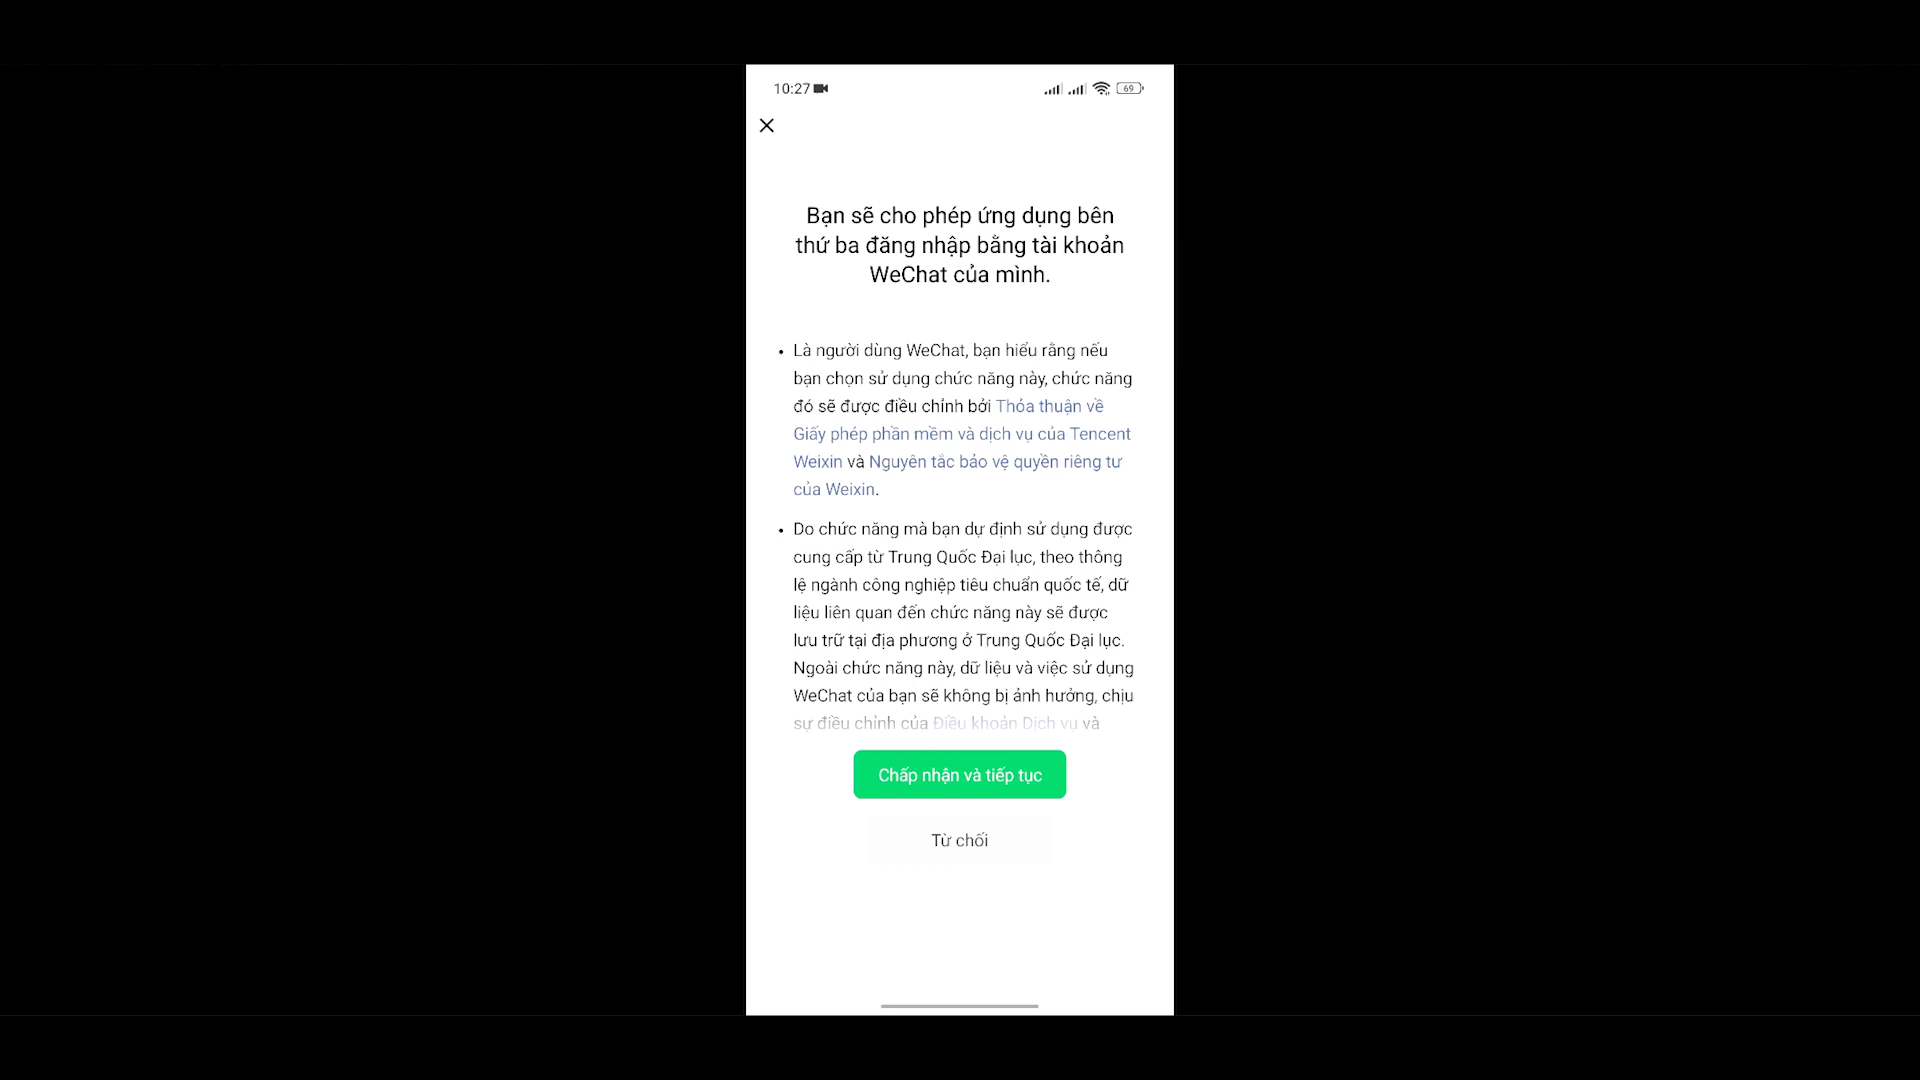 10:27
69
Bạn sẽ cho phép ứng dụng bên
thứ ba đăng nhập bằng tài khoản
WeChat của mình.
• Là người dùng WeChat, bạn hiểu rằng nếu
bạn chọn sử dụng chức năng này, chức năng
đó sẽ được điều chỉnh bởi Thỏa thuận về
Giấy phép phần mềm và dịch vụ của Tencent
Weixin và Nguyên tắc bảo vệ quyền riêng tư
của Weixin.
• Do chức năng mà bạn dự định sử dụng được
cung cấp từ Trung Quốc Đại lục, theo thông
lệ ngành công nghiệp tiêu chuẩn quốc tế, dữ
liệu liên quan đến chức năng này sẽ được
lưu trữ tại địa phương ở Trung Quốc Đại lục.
Ngoài chức năng này, dữ liệu và việc sử dụng
WeChat của bạn sẽ không bị ảnh hưởng, chịu
sự điều chỉnh của Điều khoản Dịch vụ và
Chấp nhận và tiếp tục
Từ chối